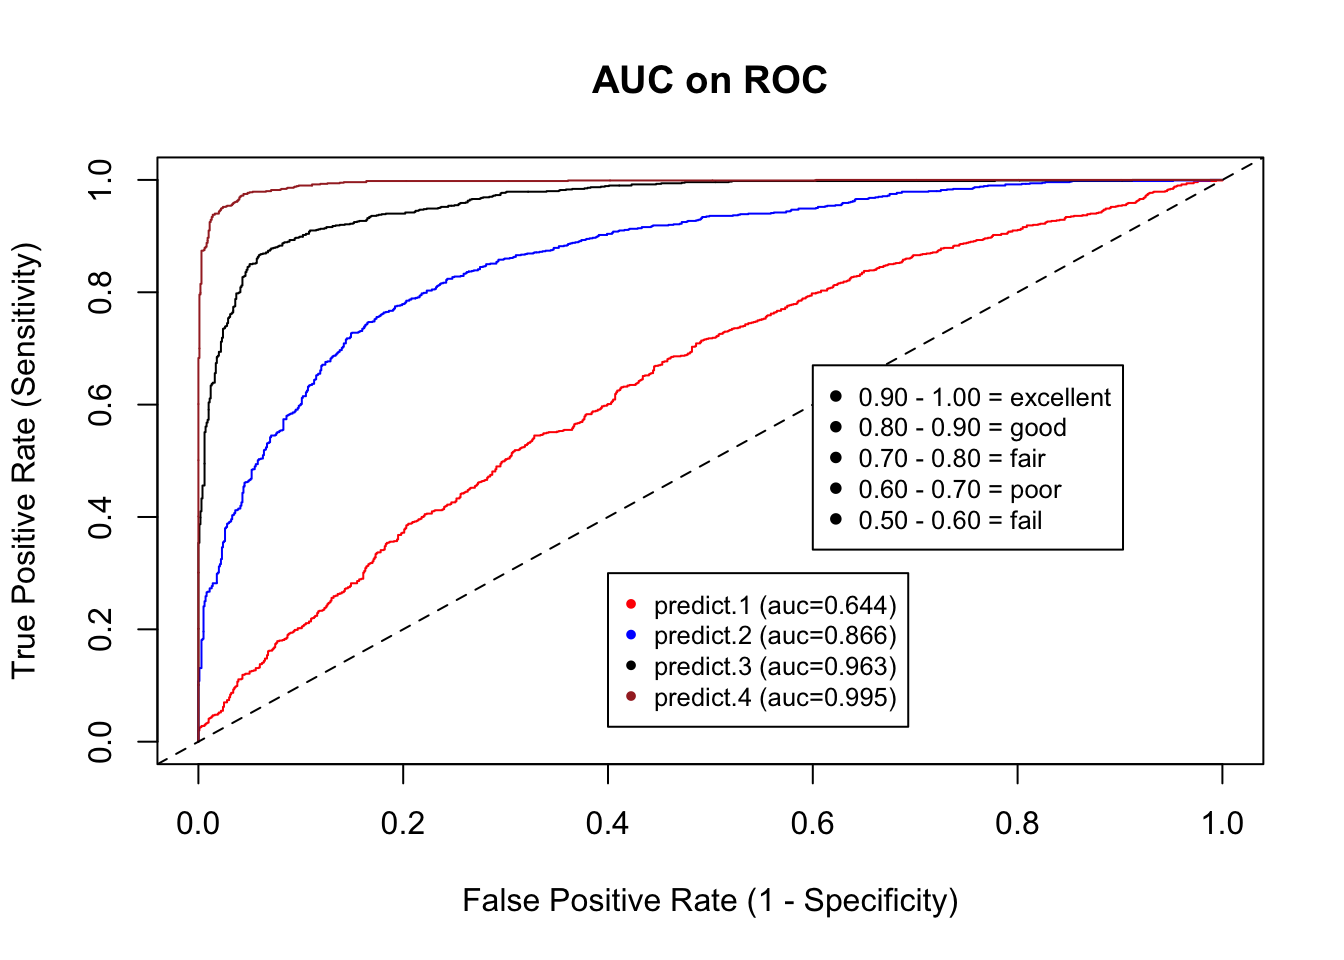 AUC on ROC
True Positive Rate (Sensitivity)
1.0
0.8
0.6
0.4
0.2
0.0
0.90 - 1.00 = excellent
0.80 - 0.90 = good
0.70 - 0.80 = fair
0.60 - 0.70 = poor
0.50 - 0.60 = fail
predict.1 (auc=0.644)
predict.2 (auc=0.866)
predict.3 (auc=0.963)
predict.4 (auc=0.995)
0.0 0.2 0.4 0.6 0.8 1.0
False Positive Rate (1 - Specificity)